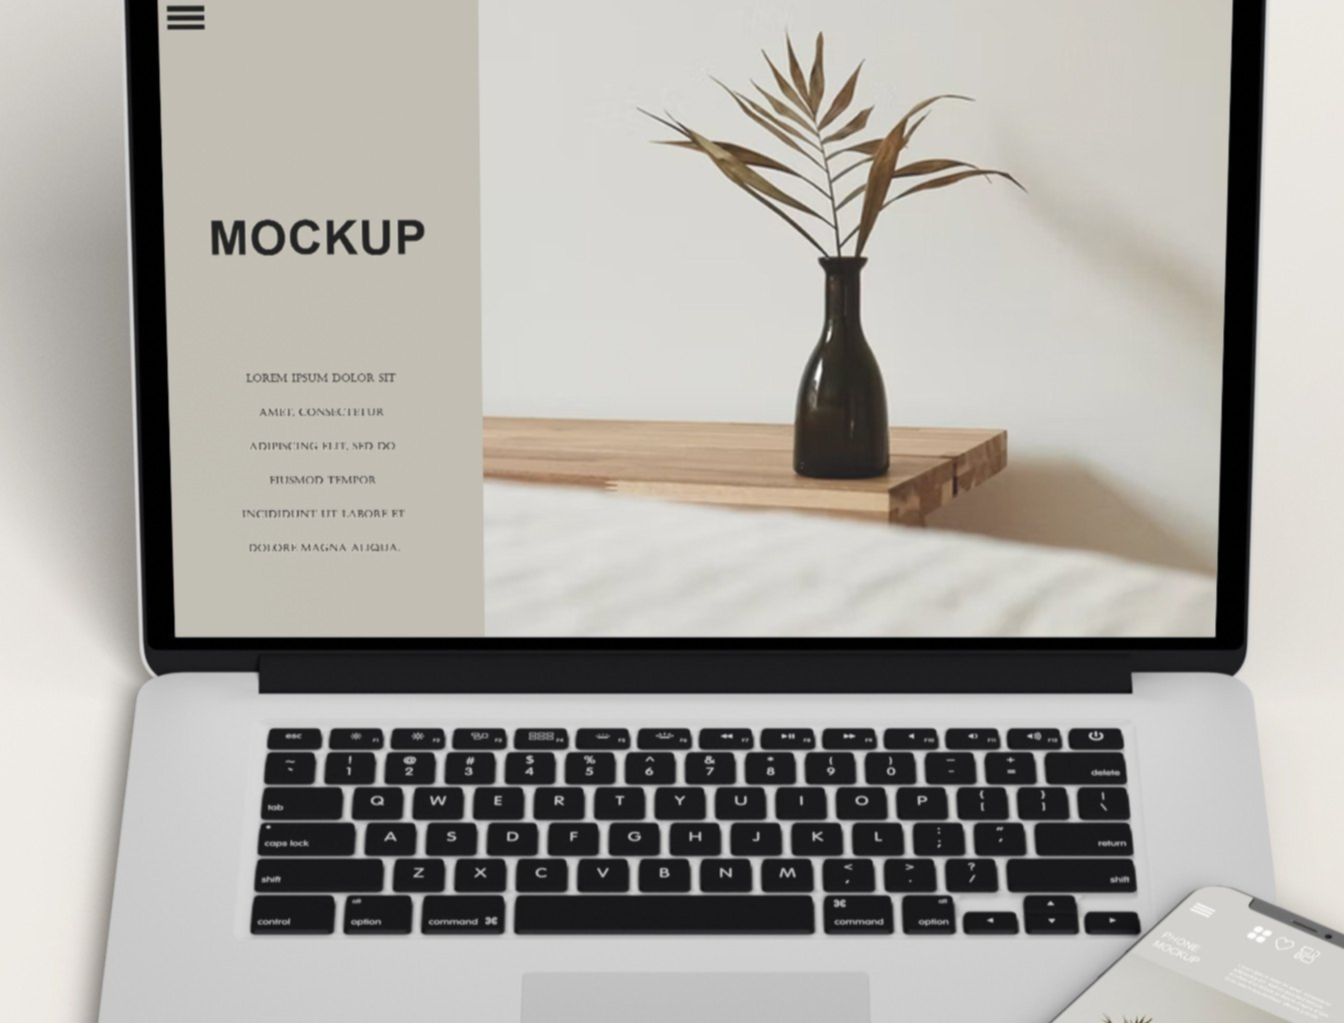 MOCKUP
LOREM IPSUM DOLOR SIT
AMET, CONSECTETUR
ADIPISCING ELIT, SED DO
EIUSMOD TEMPOR
INCIDIDUNT UT LABORE ET
DOLORE MAGNA ALIQUA.
esc F1 F2 F3 F4 F5 F6 F7 F8 F9 F10 F11 F12
~ ! @ # $ % ^ & * ( ) — +
` 1 2 3 4 5 6 7 8 9 0 - = delete
tab Q W E R T Y U I O P { [ } ] | \
caps lock A S D F G H J K L : ; " ' return
shift Z X C V B N M < , > . ? / shift
control alt option command ⌘ ⌘ command alt option
PHONE
MOCKUP